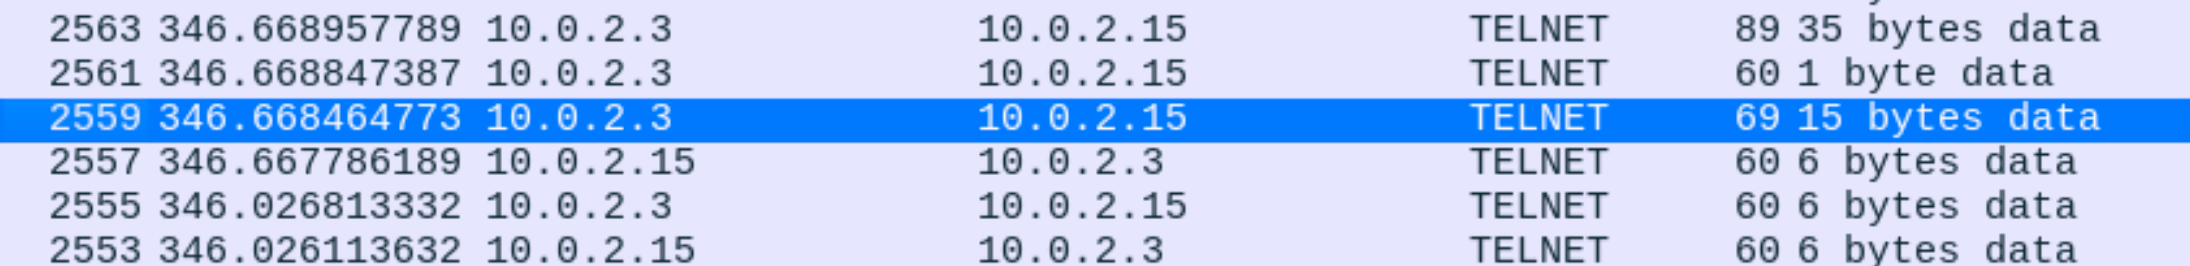 2563 346.668957789 10.0.2.3 10.0.2.15 TELNET 89 35 bytes data
2561 346.668847387 10.0.2.3 10.0.2.15 TELNET 60 1 byte data
2559 346.668464773 10.0.2.3 10.0.2.15 TELNET 69 15 bytes data
2557 346.667786189 10.0.2.15 10.0.2.3 TELNET 60 6 bytes data
2555 346.026813332 10.0.2.3 10.0.2.15 TELNET 60 6 bytes data
2553 346.026113632 10.0.2.15 10.0.2.3 TELNET 60 6 bytes data